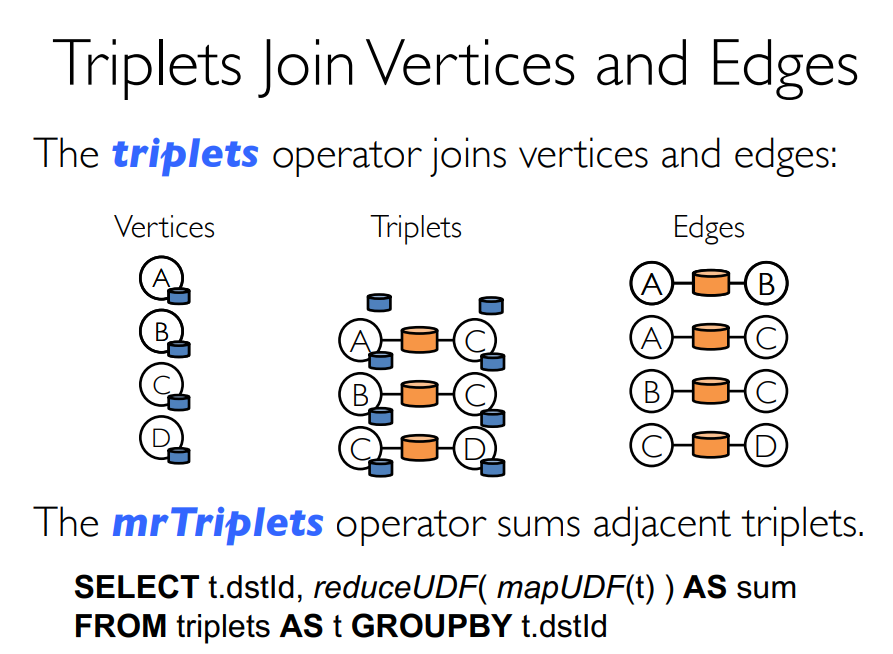 Triplets Join Vertices and Edges
The triplets operator joins vertices and edges:
Vertices
Triplets
Edges
A
B
C
D
A C
B C
C D
A B
A C
B C
C D
The mrTriplets operator sums adjacent triplets.
SELECT t.dstId, reduceUDF( mapUDF(t) ) AS sum
FROM triplets AS t GROUPBY t.dstId